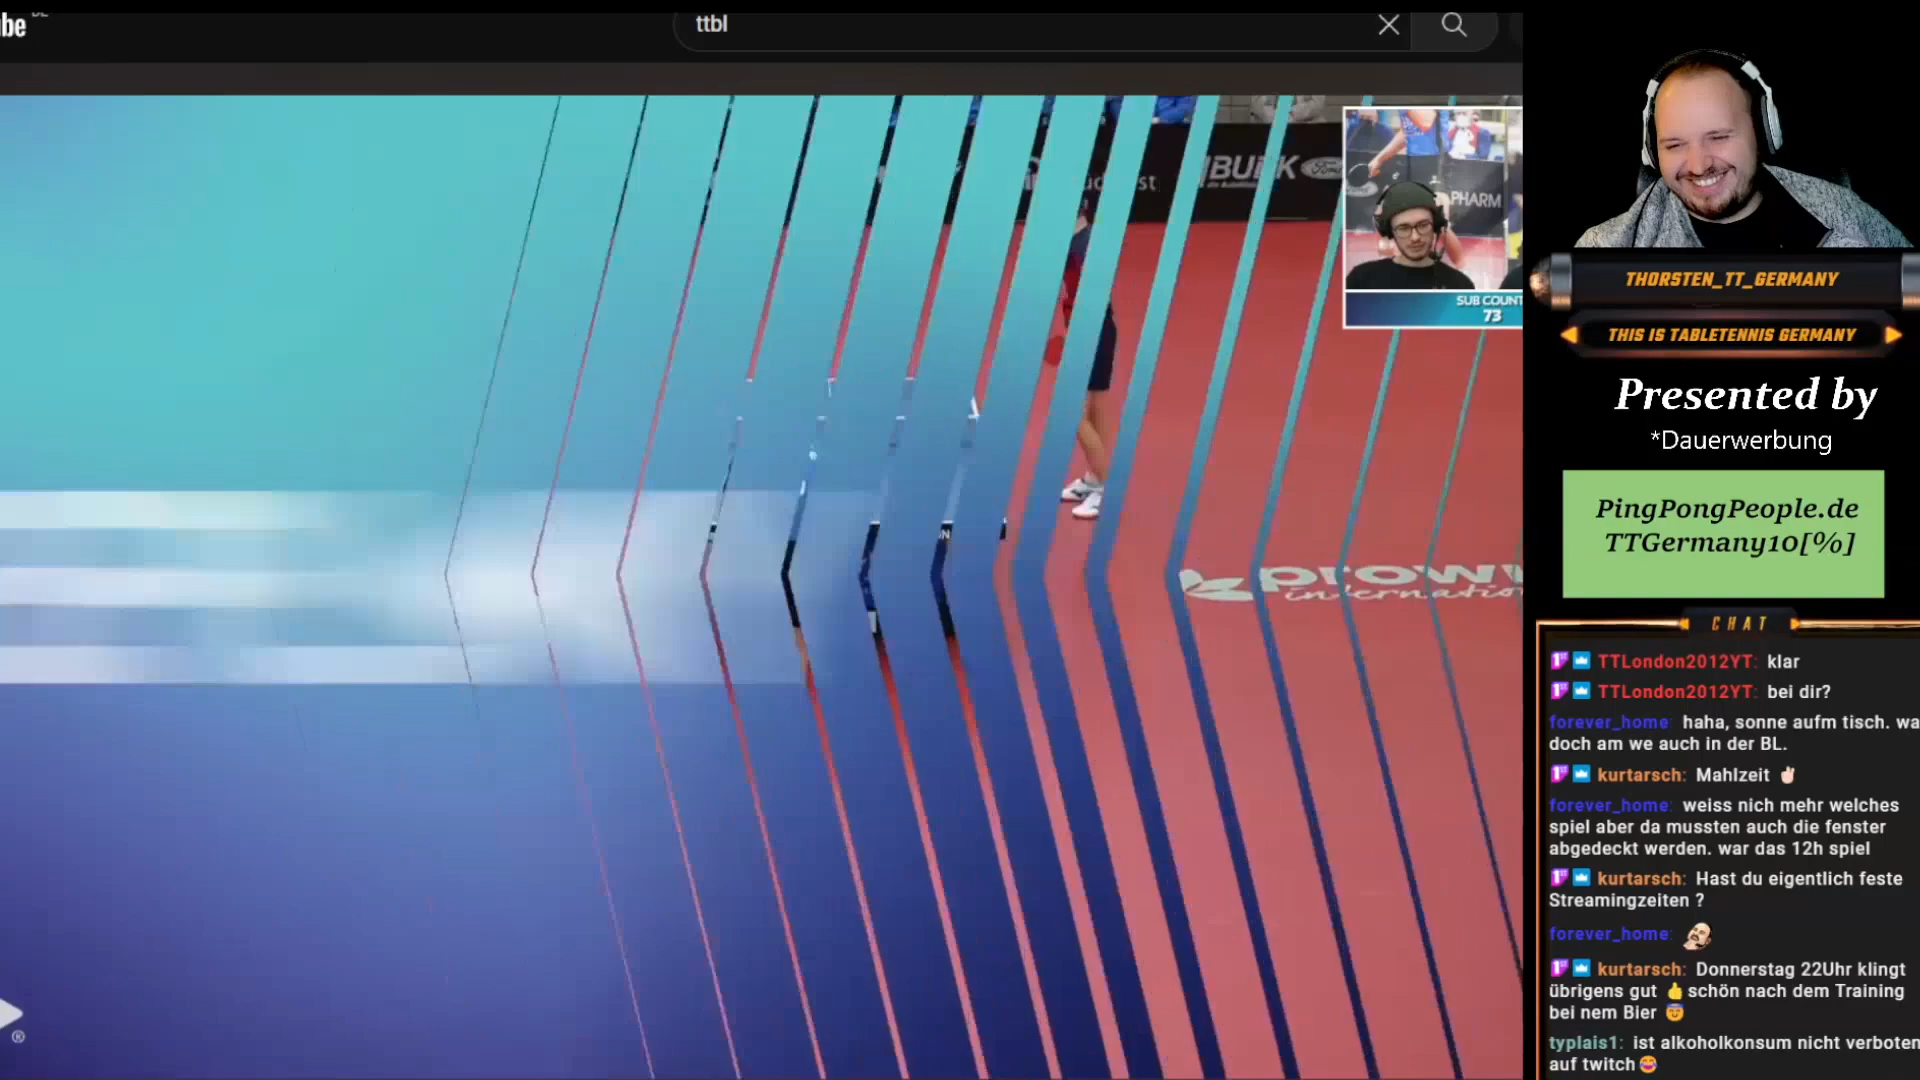 ttbl
BURK
PHARM
SUB COUNT
73
THORSTEN_TT_GERMANY
THIS IS TABLETENNIS GERMANY
Presented by
*Dauerwerbung
PingPongPeople.de
TTGermany10[%]
CHAT
TTLondon2012YT: klar
TTLondon2012YT: bei dir?
forever_home: haha, sonne aufm tisch. wa
doch am we auch in der BL.
kurtarsch: Mahlzeit ✌🏻
forever_home: weiss nich mehr welches
spiel aber da mussten auch die fenster
abgedeckt werden. war das 12h spiel
kurtarsch: Hast du eigentlich feste
Streamingzeiten ?
forever_home:
kurtarsch: Donnerstag 22Uhr klingt
übrigens gut 👍 schön nach dem Training
bei nem Bier 😇
typlais1: ist alkoholkonsum nicht verboten
auf twitch😂
®